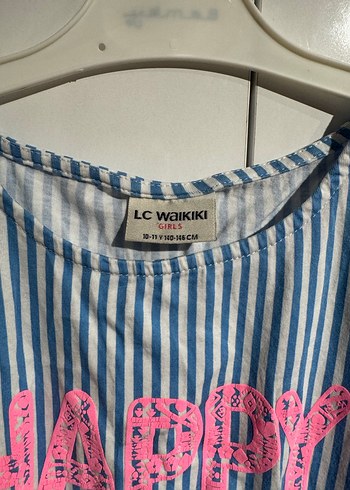 LC WAIKIKI
GIRLS
10-11 Y 140-146 CM
HAPPY